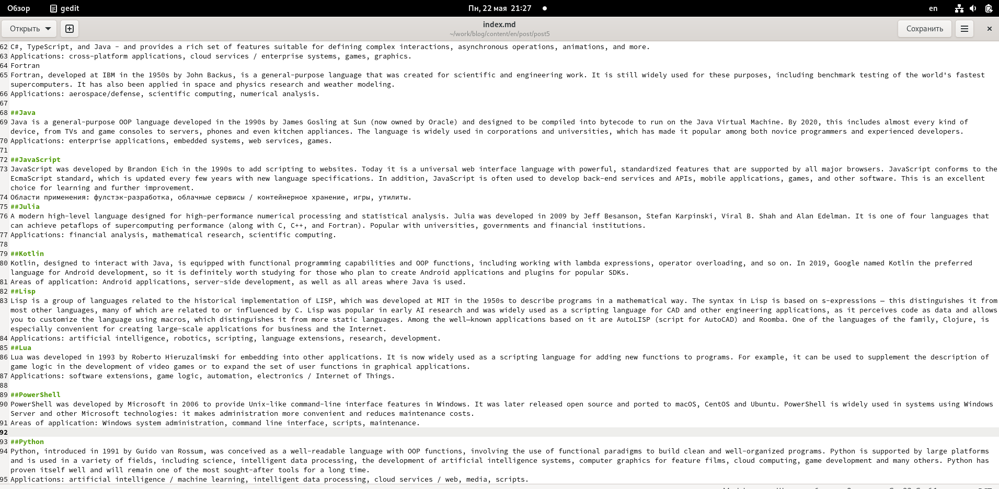 Обзор gedit Пн, 22 мая 21:27 en
Открыть index.md Сохранить
~/work/blog/content/en/post/post5
62 C#, TypeScript, and Java - and provides a rich set of features suitable for defining complex interactions, asynchronous operations, animations, and more.
63 Applications: cross-platform applications, cloud services / enterprise systems, games, graphics.
64 Fortran
65 Fortran, developed at IBM in the 1950s by John Backus, is a general-purpose language that was created for scientific and engineering work. It is still widely used for these purposes, including benchmark testing of the world's fastest
supercomputers. It has also been applied in space and physics research and weather modeling.
66 Applications: aerospace/defense, scientific computing, numerical analysis.
67
68 ##Java
69 Java is a general-purpose OOP language developed in the 1990s by James Gosling at Sun (now owned by Oracle) and designed to be compiled into bytecode to run on the Java Virtual Machine. By 2020, this includes almost every kind of
device, from TVs and game consoles to servers, phones and even kitchen appliances. The language is widely used in corporations and universities, which has made it popular among both novice programmers and experienced developers.
70 Applications: enterprise applications, embedded systems, web services, games.
71
72 ##JavaScript
73 JavaScript was developed by Brandon Eich in the 1990s to add scripting to websites. Today it is a universal web interface language with powerful, standardized features that are supported by all major browsers. JavaScript conforms to the
EcmaScript standard, which is updated every few years with new language specifications. In addition, JavaScript is often used to develop back-end services and APIs, mobile applications, games, and other software. This is an excellent
choice for learning and further improvement.
74 Области применения: фулстэк-разработка, облачные сервисы / контейнерное хранение, игры, утилиты.
75 ##Julia
76 A modern high-level language designed for high-performance numerical processing and statistical analysis. Julia was developed in 2009 by Jeff Besanson, Stefan Karpinski, Viral B. Shah and Alan Edelman. It is one of four languages that
can achieve petaflops of supercomputing performance (along with C, C++, and Fortran). Popular with universities, governments and financial institutions.
77 Applications: financial analysis, mathematical research, scientific computing.
78
79 ##Kotlin
80 Kotlin, designed to interact with Java, is equipped with functional programming capabilities and OOP functions, including working with lambda expressions, operator overloading, and so on. In 2019, Google named Kotlin the preferred
language for Android development, so it is definitely worth studying for those who plan to create Android applications and plugins for popular SDKs.
81 Areas of application: Android applications, server-side development, as well as all areas where Java is used.
82 ##Lisp
83 Lisp is a group of languages related to the historical implementation of LISP, which was developed at MIT in the 1950s to describe programs in a mathematical way. The syntax in Lisp is based on s-expressions — this distinguishes it from
most other languages, many of which are related to or influenced by C. Lisp was popular in early AI research and was widely used as a scripting language for CAD and other engineering applications, as it perceives code as data and allows
you to customize the language using macros, which distinguishes it from more static languages. Among the well—known applications based on it are AutoLISP (script for AutoCAD) and Roomba. One of the languages of the family, Clojure, is
especially convenient for creating large-scale applications for business and the Internet.
84 Applications: artificial intelligence, robotics, scripting, language extensions, research, development.
85 ##Lua
86 Lua was developed in 1993 by Roberto Hieruzalimski for embedding into other applications. It is now widely used as a scripting language for adding new functions to programs. For example, it can be used to supplement the description of
game logic in the development of video games or to expand the set of user functions in graphical applications.
87 Applications: software extensions, game logic, automation, electronics / Internet of Things.
88
89 ##PowerShell
90 PowerShell was developed by Microsoft in 2006 to provide Unix-like command-line interface features in Windows. It was later released open source and ported to macOS, CentOS and Ubuntu. PowerShell is widely used in systems using Windows
Server and other Microsoft technologies: it makes administration more convenient and reduces maintenance costs.
91 Areas of application: Windows system administration, command line interface, scripts, maintenance.
92
93 ##Python
94 Python, introduced in 1991 by Guido van Rossum, was conceived as a well-readable language with OOP functions, involving the use of functional paradigms to build clean and well-organized programs. Python is supported by large platforms
and is used in a variety of fields, including science, intelligent data processing, the development of artificial intelligence systems, computer graphics for feature films, cloud computing, game development and many others. Python has
proven itself well and will remain one of the most sought-after tools for a long time.
95 Applications: artificial intelligence / machine learning, intelligent data processing, cloud services / web, media, scripts.